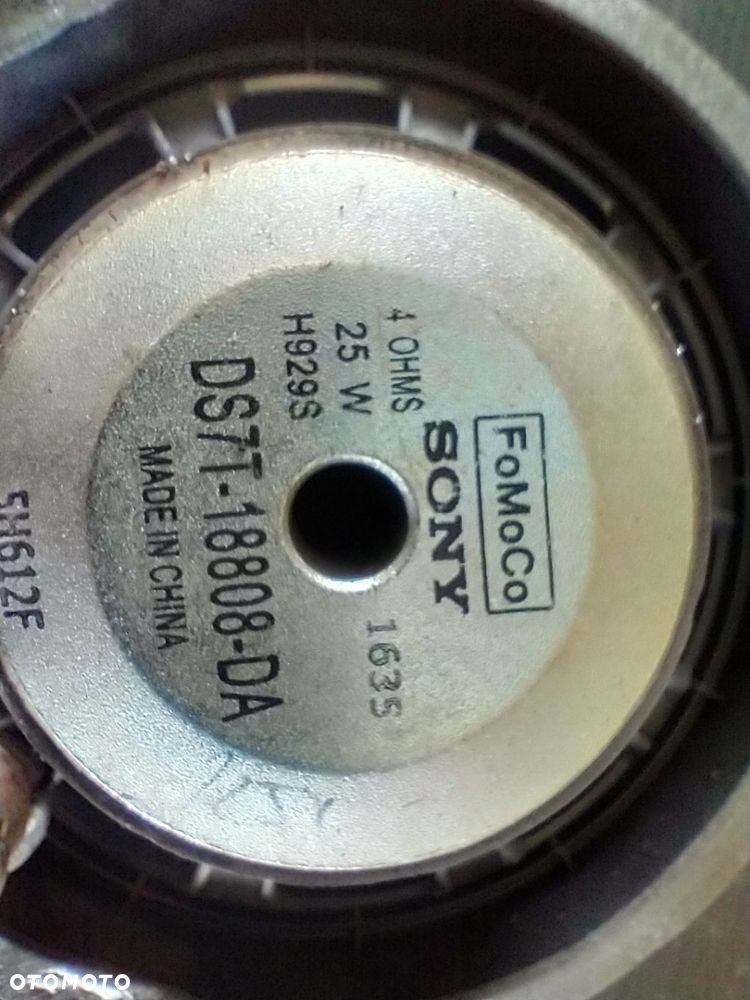 FoMoCo
SONY
4 OHMS
25 W
H929S
1635
DS7T-18808-DA
MADE IN CHINA
5H612F
OTOMOTO